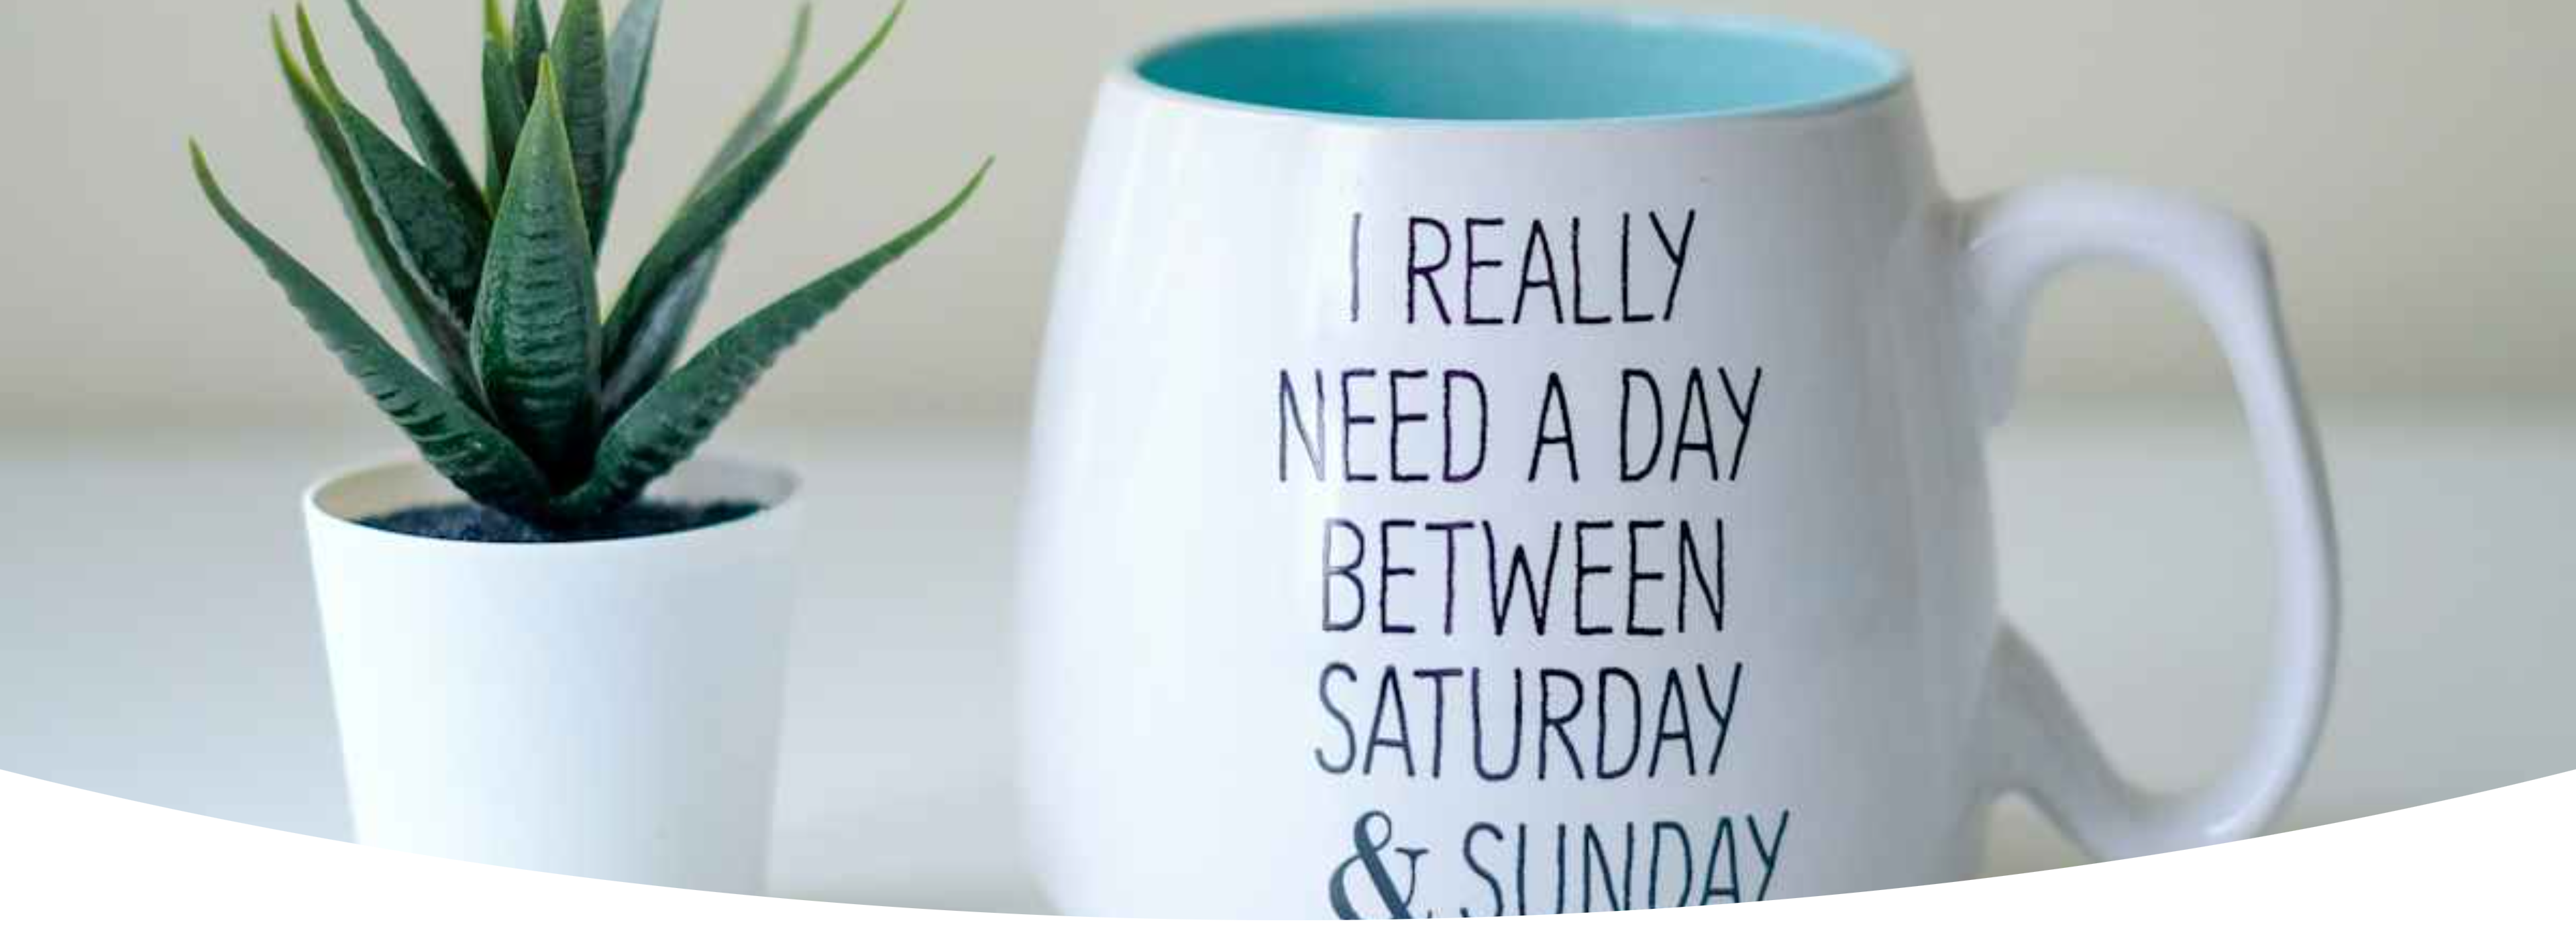 I REALLY
NEED A DAY
BETWEEN
SATURDAY
& SUNDAY